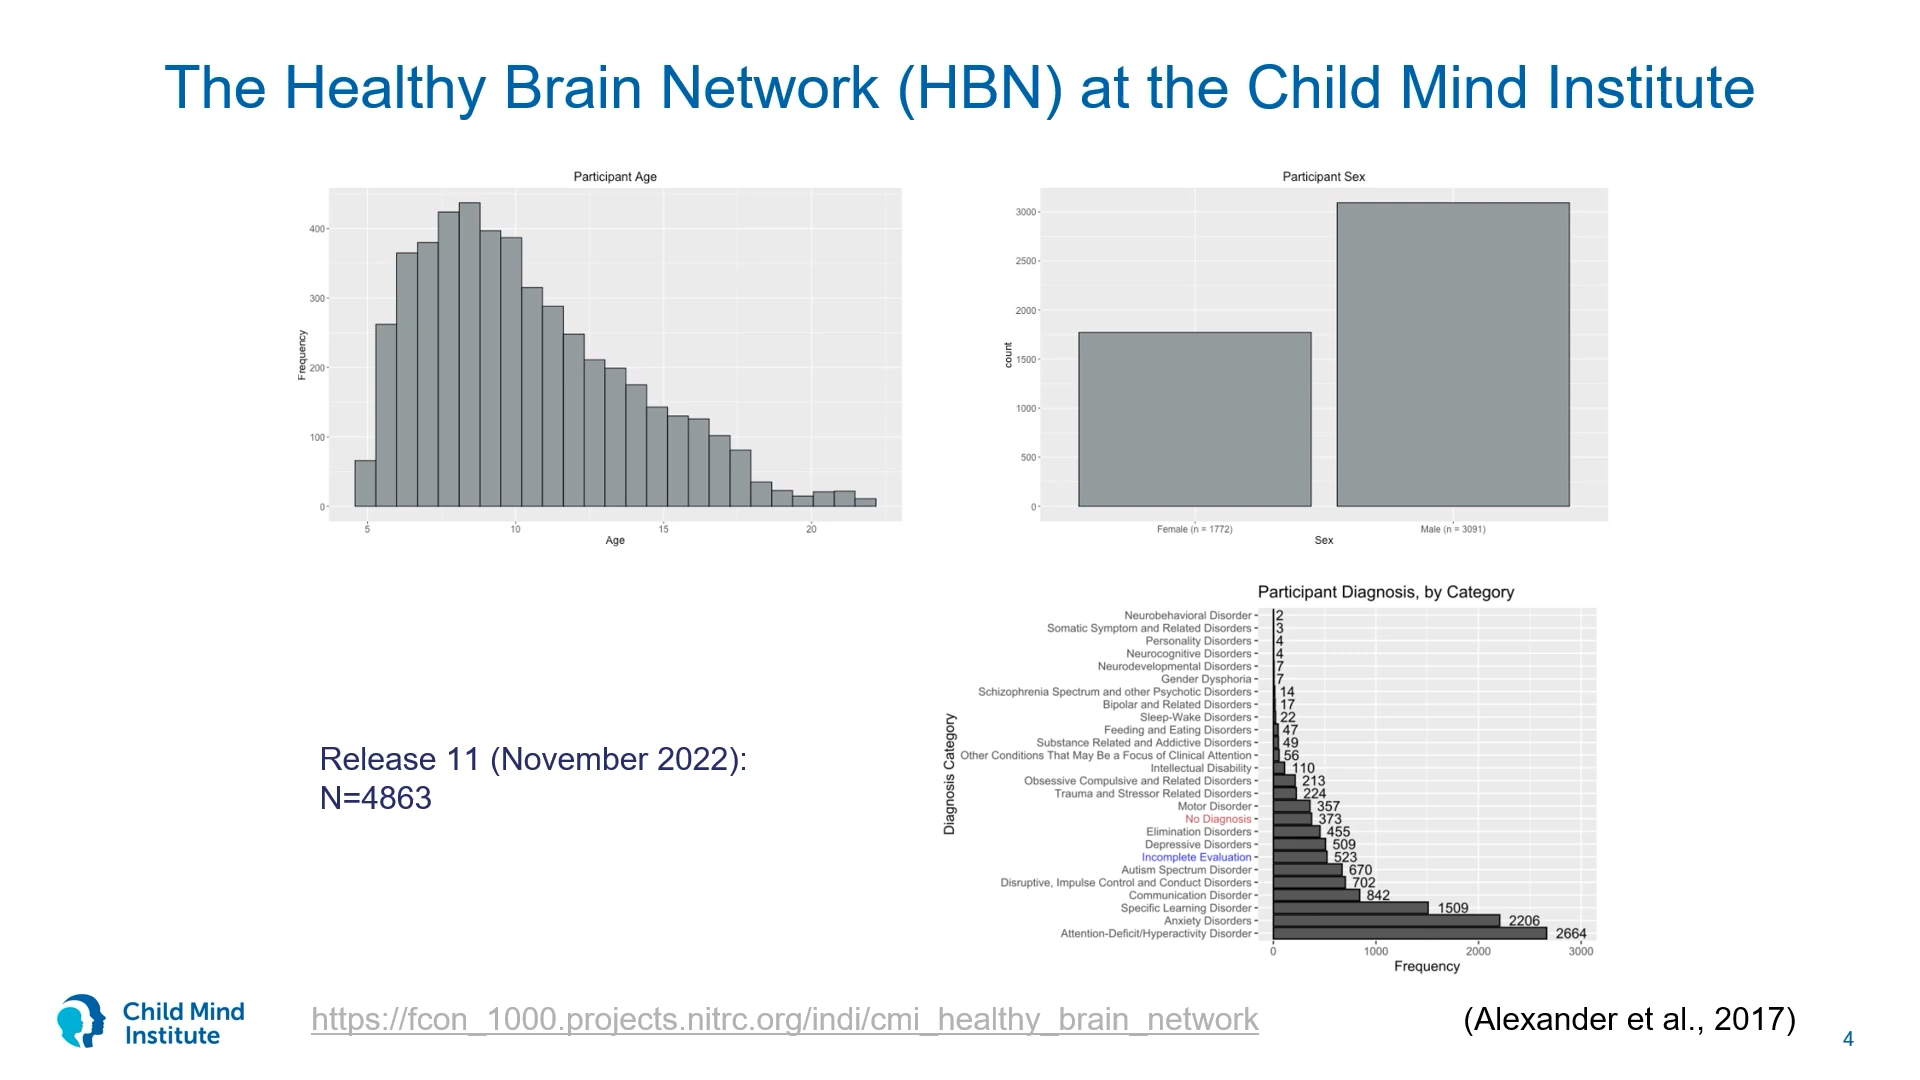 The Healthy Brain Network (HBN) at the Child Mind Institute
Participant Age
Frequency
400
300
200
100
0
5 10 15 20
Age
Participant Sex
count
3000
2500
2000
1500
1000
500
0
Female (n = 1772) Male (n = 3091)
Sex
Release 11 (November 2022):
N=4863
Participant Diagnosis, by Category
Diagnosis Category
Neurobehavioral Disorder 2
Somatic Symptom and Related Disorders 3
Personality Disorders 4
Neurocognitive Disorders 4
Neurodevelopmental Disorders 7
Gender Dysphoria 7
Schizophrenia Spectrum and other Psychotic Disorders 14
Bipolar and Related Disorders 17
Sleep-Wake Disorders 22
Feeding and Eating Disorders 47
Substance Related and Addictive Disorders 49
Other Conditions That May Be a Focus of Clinical Attention 56
Intellectual Disability 110
Obsessive Compulsive and Related Disorders 213
Trauma and Stressor Related Disorders 224
Motor Disorder 357
No Diagnosis 373
Elimination Disorders 455
Depressive Disorders 509
Incomplete Evaluation 523
Autism Spectrum Disorder 670
Disruptive, Impulse Control and Conduct Disorders 702
Communication Disorder 842
Specific Learning Disorder 1509
Anxiety Disorders 2206
Attention-Deficit/Hyperactivity Disorder 2664
0 1000 2000 3000
Frequency
Child Mind
Institute
https://fcon_1000.projects.nitrc.org/indi/cmi_healthy_brain_network
(Alexander et al., 2017)
4